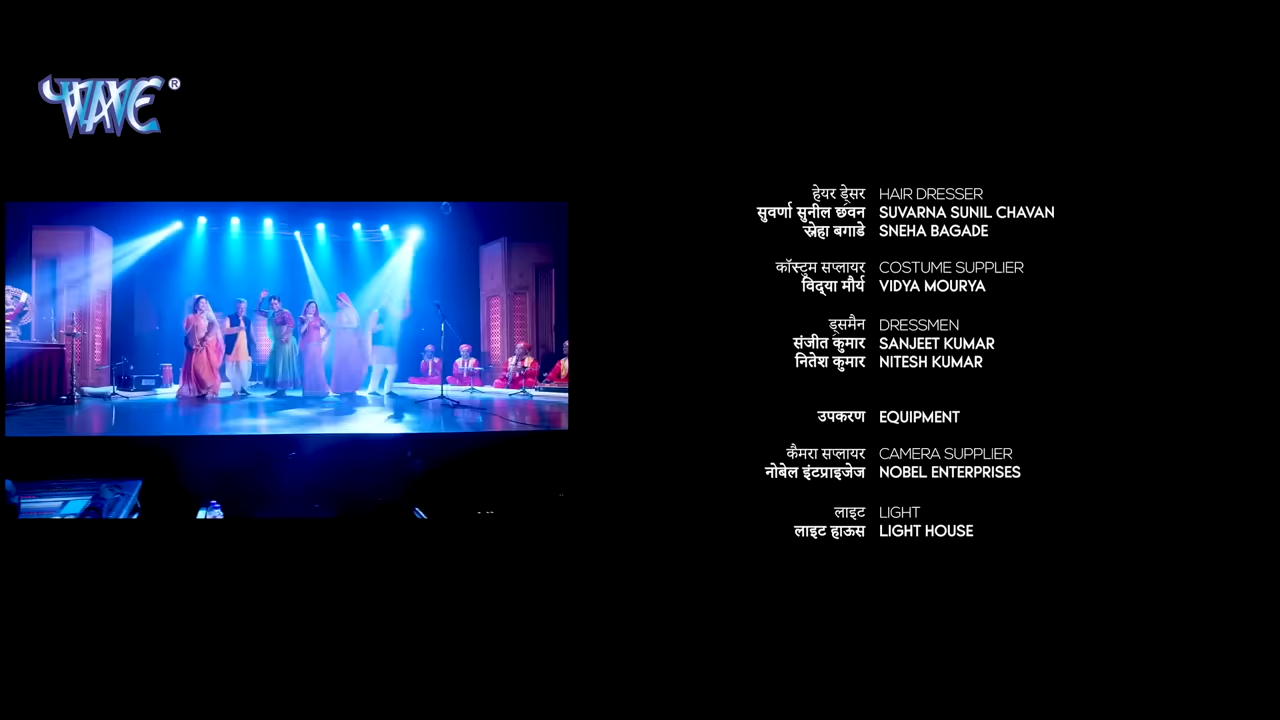 WAVE ®
हेयर ड्रेसर HAIR DRESSER
सुवर्णा सुनील छवन SUVARNA SUNIL CHAVAN
स्नेहा बगाडे SNEHA BAGADE
कॉस्टुम सप्लायर COSTUME SUPPLIER
विद्या मौर्य VIDYA MOURYA
ड्समैन DRESSMEN
संजीत कुमार SANJEET KUMAR
नितेश कुमार NITESH KUMAR
उपकरण EQUIPMENT
कैमरा सप्लायर CAMERA SUPPLIER
नोबेल इंटप्राइजेज NOBEL ENTERPRISES
लाइट LIGHT
लाइट हाऊस LIGHT HOUSE